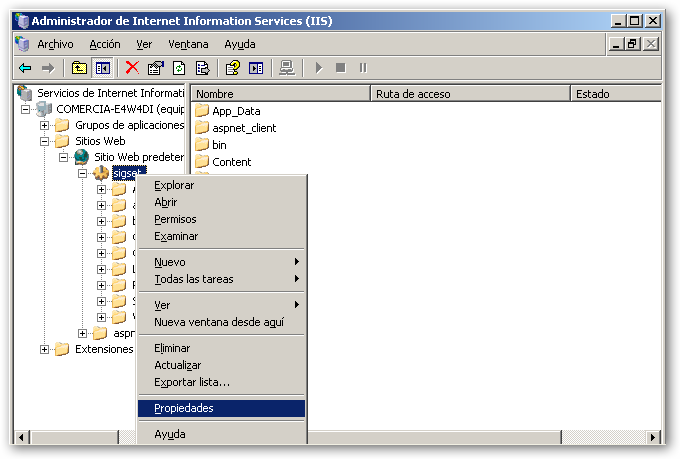 Administrador de Internet Information Services (IIS)
Archivo Acción Ver Ventana Ayuda
Servicios de Internet Informati
COMERCIA-E4W4DI (equip
Grupos de aplicaciones
Sitios Web
Sitio Web predeter
sigset
aspn
Extensiones
Nombre Ruta de acceso Estado
App_Data
aspnet_client
bin
Content
Explorar
Abrir
Permisos
Examinar
Nuevo
Todas las tareas
Ver
Nueva ventana desde aquí
Eliminar
Actualizar
Exportar lista...
Propiedades
Ayuda